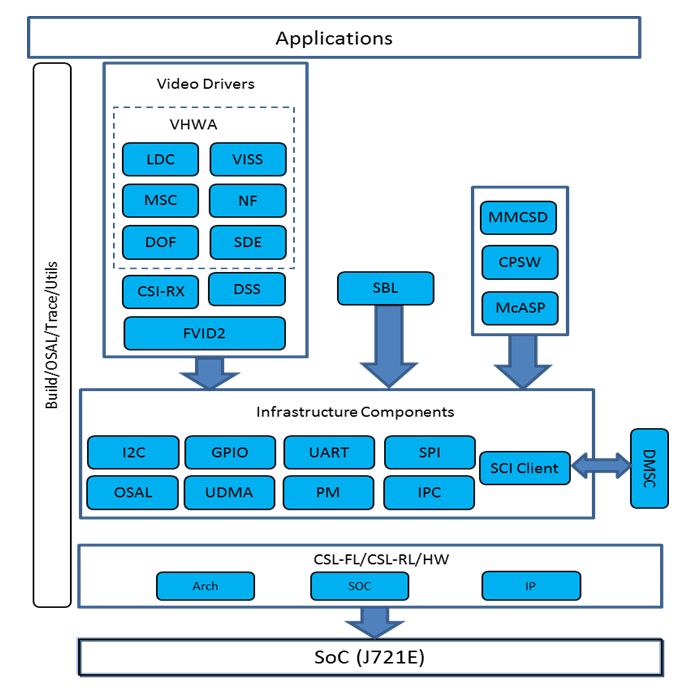 Applications
Build/OSAL/Trace/Utils
Video Drivers
VHWA
LDC
VISS
MSC
NF
DOF
SDE
CSI-RX
DSS
FVID2
SBL
MMCSD
CPSW
McASP
Infrastructure Components
I2C
GPIO
UART
SPI
OSAL
UDMA
PM
IPC
SCI Client
DMSC
CSL-FL/CSL-RL/HW
Arch
SOC
IP
SoC (J721E)